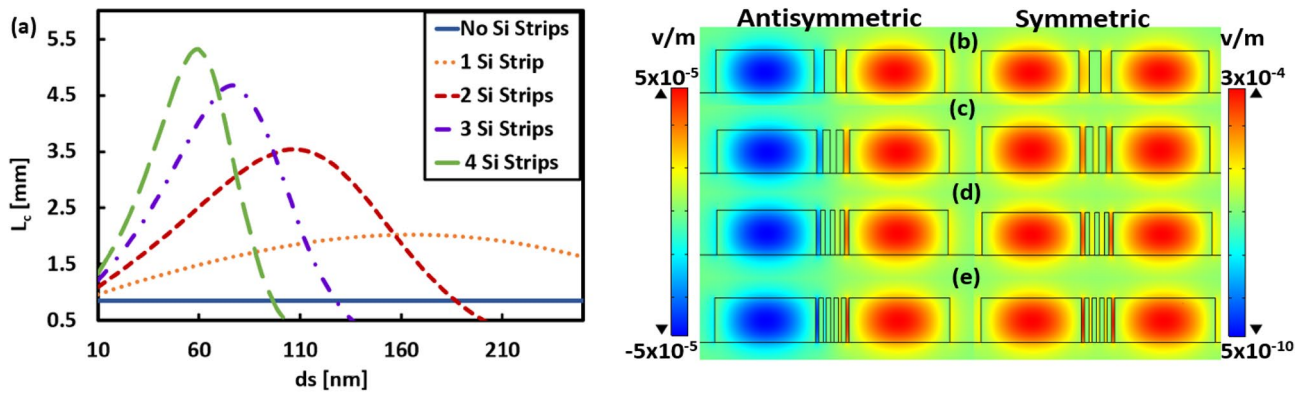 (a)
5.5
4.5
3.5
2.5
1.5
0.5
L_c [mm]
10 60 110 160 210
ds [nm]
No Si Strips
1 Si Strip
2 Si Strips
3 Si Strips
4 Si Strips
Antisymmetric Symmetric
v/m
5x10^-5
-5x10^-5
(b)
(c)
(d)
(e)
v/m
3x10^-4
5x10^-10